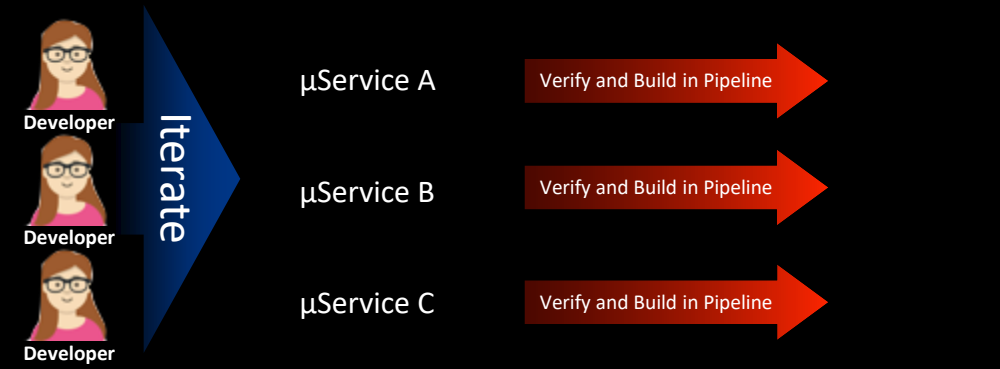 Developer
Developer
Developer
Iterate
µService A
Verify and Build in Pipeline
µService B
Verify and Build in Pipeline
µService C
Verify and Build in Pipeline